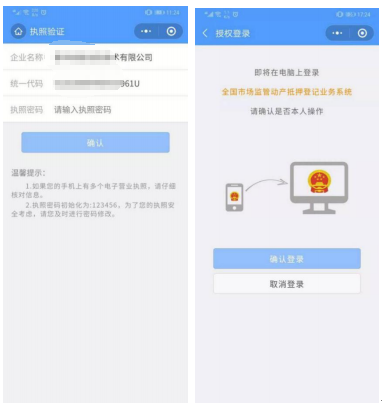 执照验证
企业名称 术有限公司
统一代码 961U
执照密码 请输入执照密码
确认
温馨提示：
1.如果您的手机上有多个电子营业执照，请仔细
核对信息。
2.执照密码初始化为:123456，为了您的执照安
全考虑，请您及时进行密码修改。
授权登录
即将在电脑上登录
全国市场监管动产抵押登记业务系统
请确认是否本人操作
确认登录
取消登录